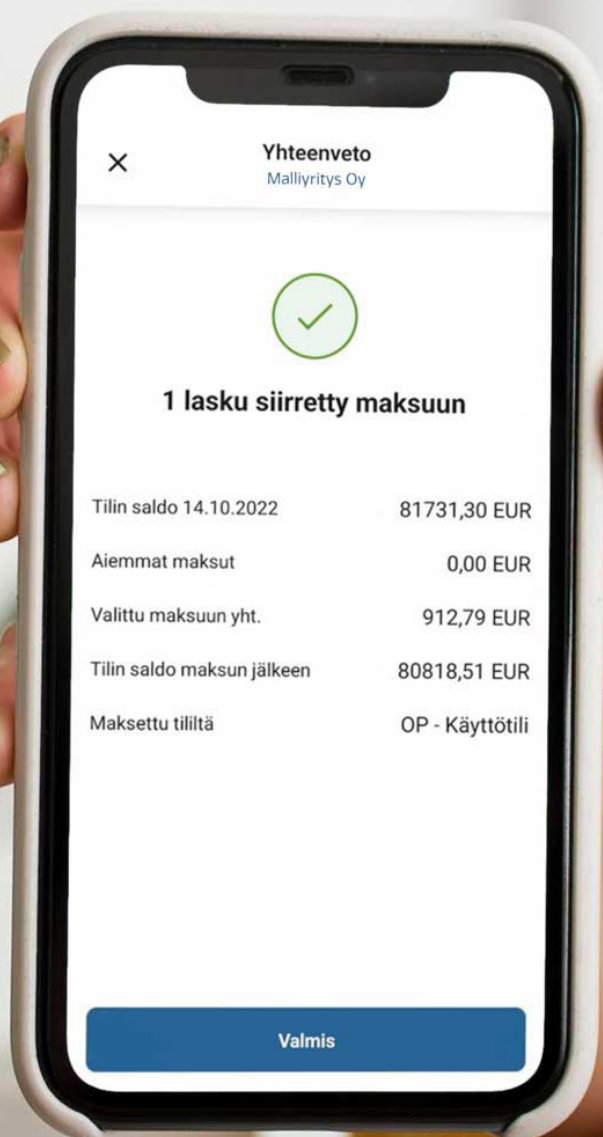 Yhteenveto
Malliyritys Oy
1 lasku siirretty maksuun
Tilin saldo 14.10.2022 81731,30 EUR
Aiemmat maksut 0,00 EUR
Valittu maksuun yht. 912,79 EUR
Tilin saldo maksun jälkeen 80818,51 EUR
Maksettu tililtä OP - Käyttötili
Valmis